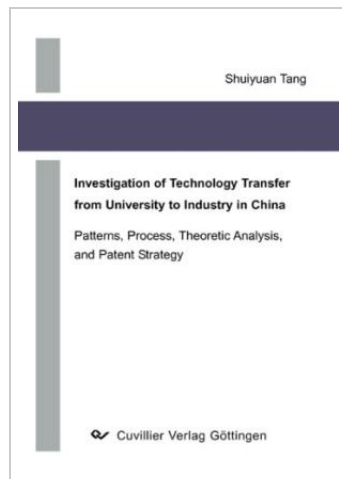 Shuiyuan Tang
Investigation of Technology Transfer
from University to Industry in China
Patterns, Process, Theoretic Analysis,
and Patent Strategy
Cuvillier Verlag Göttingen